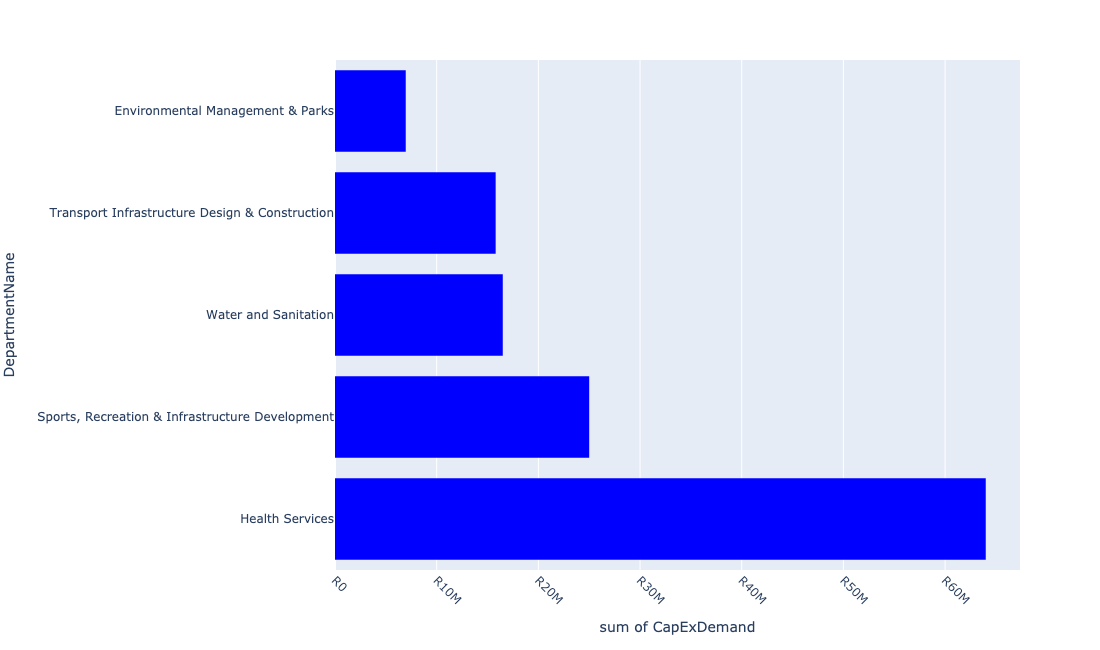 DepartmentName
Environmental Management & Parks
Transport Infrastructure Design & Construction
Water and Sanitation
Sports, Recreation & Infrastructure Development
Health Services
R0
R10M
R20M
R30M
R40M
R50M
R60M
sum of CapExDemand